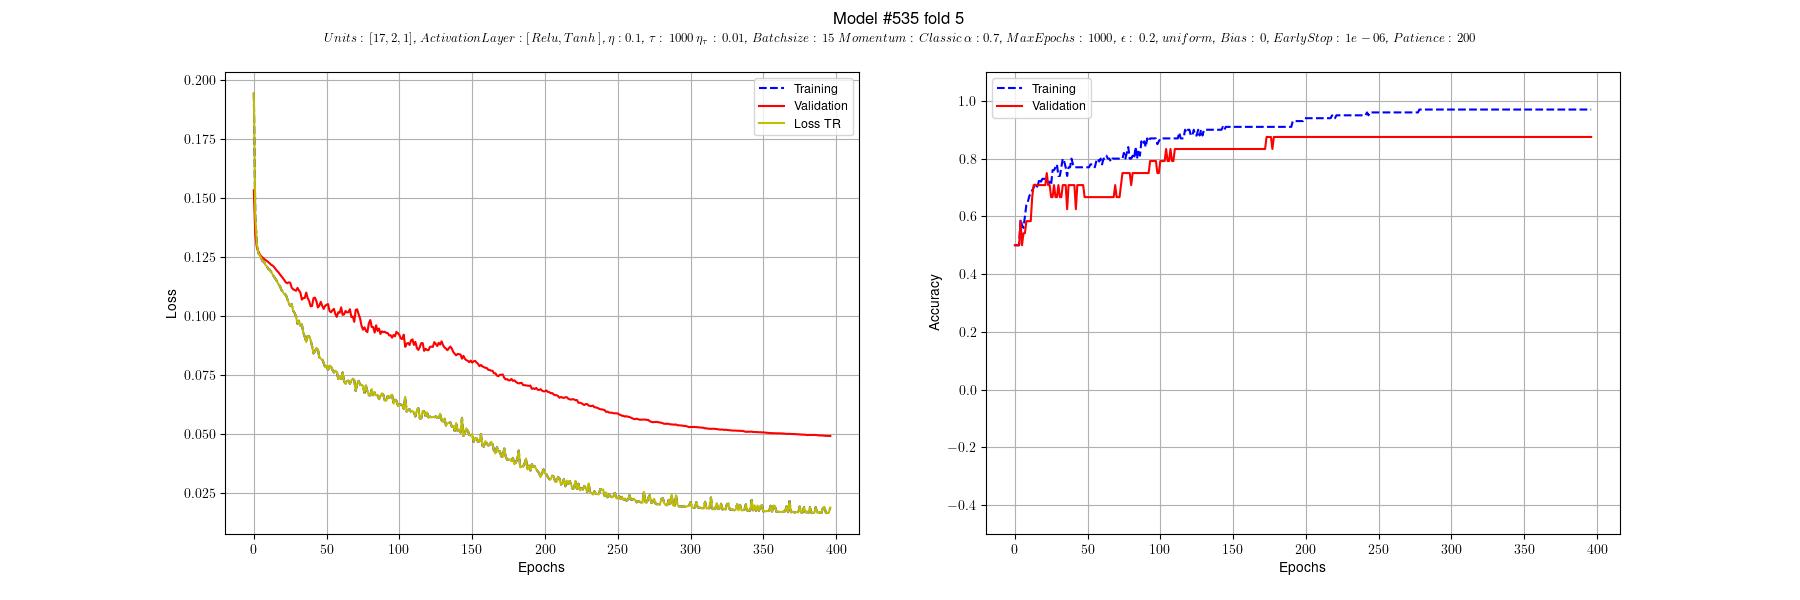 Model #535 fold 5
Units : [17, 2, 1], ActivationLayer : [Relu, Tanh], η : 0.1, τ : 1000 ητ : 0.01, Batchsize : 15 Momentum : Classic α : 0.7, MaxEpochs : 1000, ϵ : 0.2, uniform, Bias : 0, EarlyStop : 1e − 06, Patience : 200
0.200
0.175
0.150
0.125
0.100
0.075
0.050
0.025
Loss
0 50 100 150 200 250 300 350 400
Epochs
Training
Validation
Loss TR
1.0
0.8
0.6
0.4
0.2
0.0
−0.2
−0.4
Accuracy
0 50 100 150 200 250 300 350 400
Epochs
Training
Validation